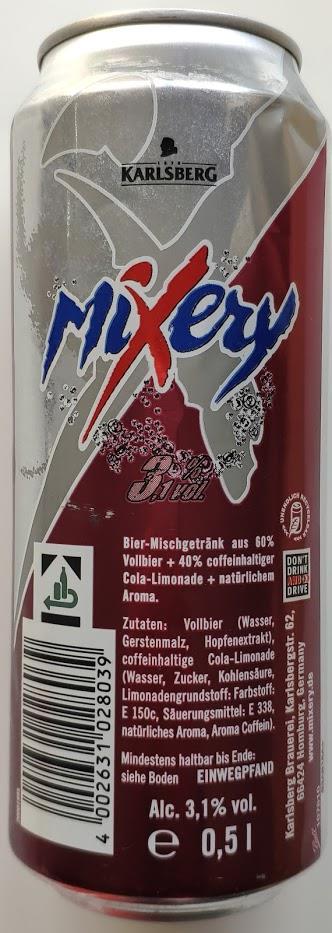 1878
KARLSBERG
Mixery
3,1 % vol.
Bier-Mischgetränk aus 60%
Vollbier + 40% coffeinhaltiger
Cola-Limonade + natürlichem
Aroma.
Zutaten: Vollbier (Wasser,
Gerstenmalz, Hopfenextrakt),
coffeinhaltige Cola-Limonade
(Wasser, Zucker, Kohlensäure,
Limonadengrundstoff: Farbstoff:
E 150c, Säuerungsmittel: E 338,
natürliches Aroma, Aroma Coffein).
Mindestens haltbar bis Ende:
siehe Boden EINWEGPFAND
Alc. 3,1% vol.
e 0,5 l
4 002631 028039
DON'T
DRINK
AND
DRIVE
Karlsberg Brauerei, Karlsbergstr. 62,
66424 Homburg, Germany
www.mixery.de